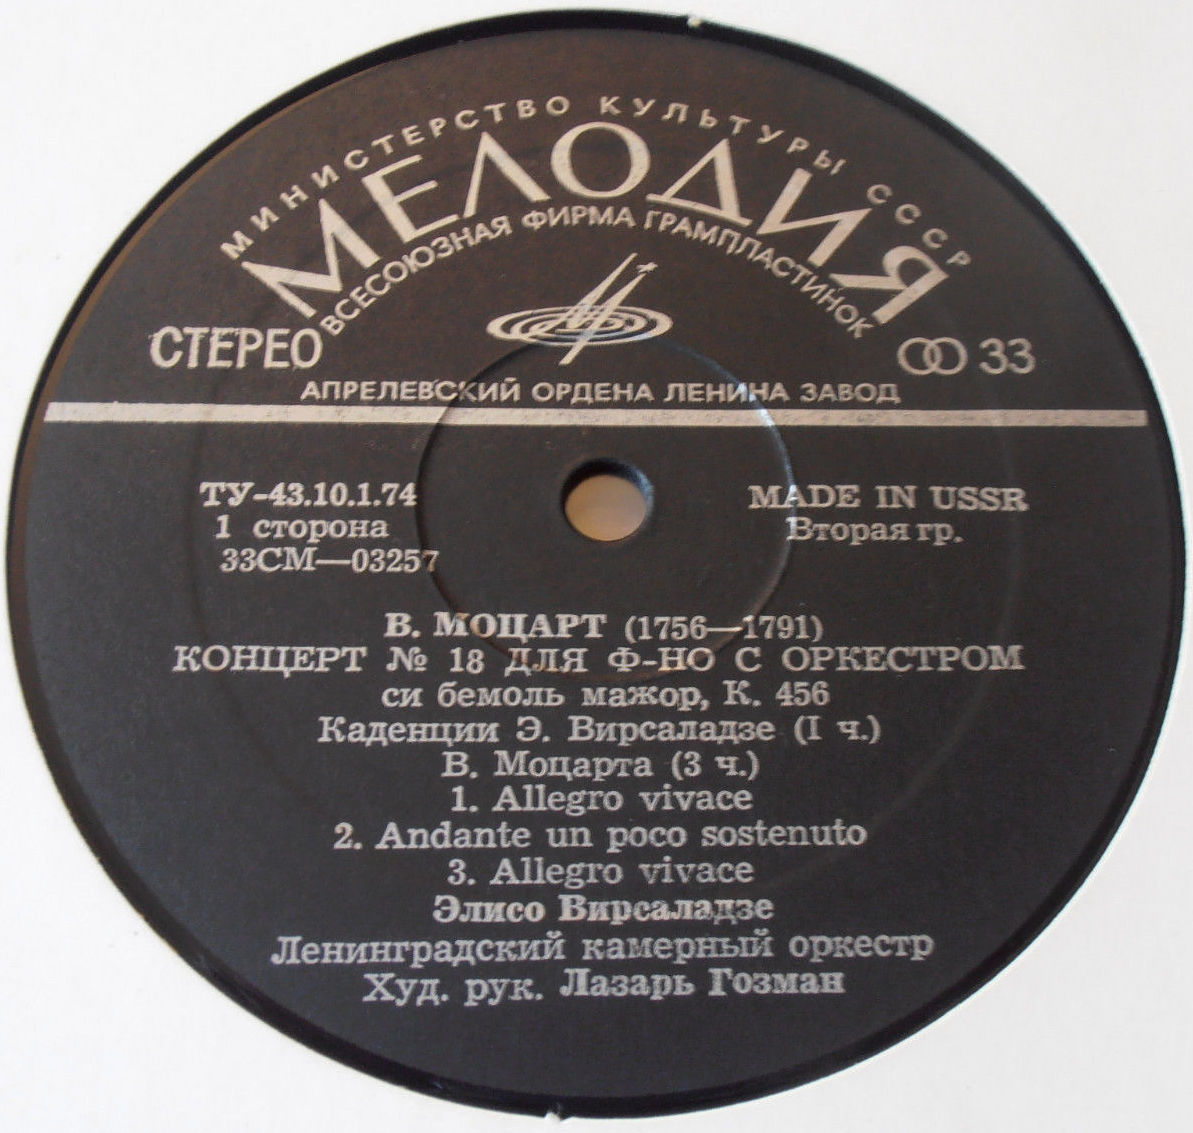 МИНИСТЕРСТВО КУЛЬТУРЫ СССР
МЕЛОДИЯ
ВСЕСОЮЗНАЯ ФИРМА ГРАМПЛАСТИНОК
СТЕРЕО
33
АПРЕЛЕВСКИЙ ОРДЕНА ЛЕНИНА ЗАВОД
ТУ-43.10.1.74
MADE IN USSR
1 сторона
Вторая гр.
33СМ—03257
В. МОЦАРТ (1756—1791)
КОНЦЕРТ № 18 ДЛЯ Ф-НО С ОРКЕСТРОМ
си бемоль мажор, К. 456
Каденции Э. Вирсаладзе (I ч.)
В. Моцарта (3 ч.)
1. Allegro vivace
2. Andante un poco sostenuto
3. Allegro vivace
Элисо Вирсаладзе
Ленинградский камерный оркестр
Худ. рук. Лазарь Гозман